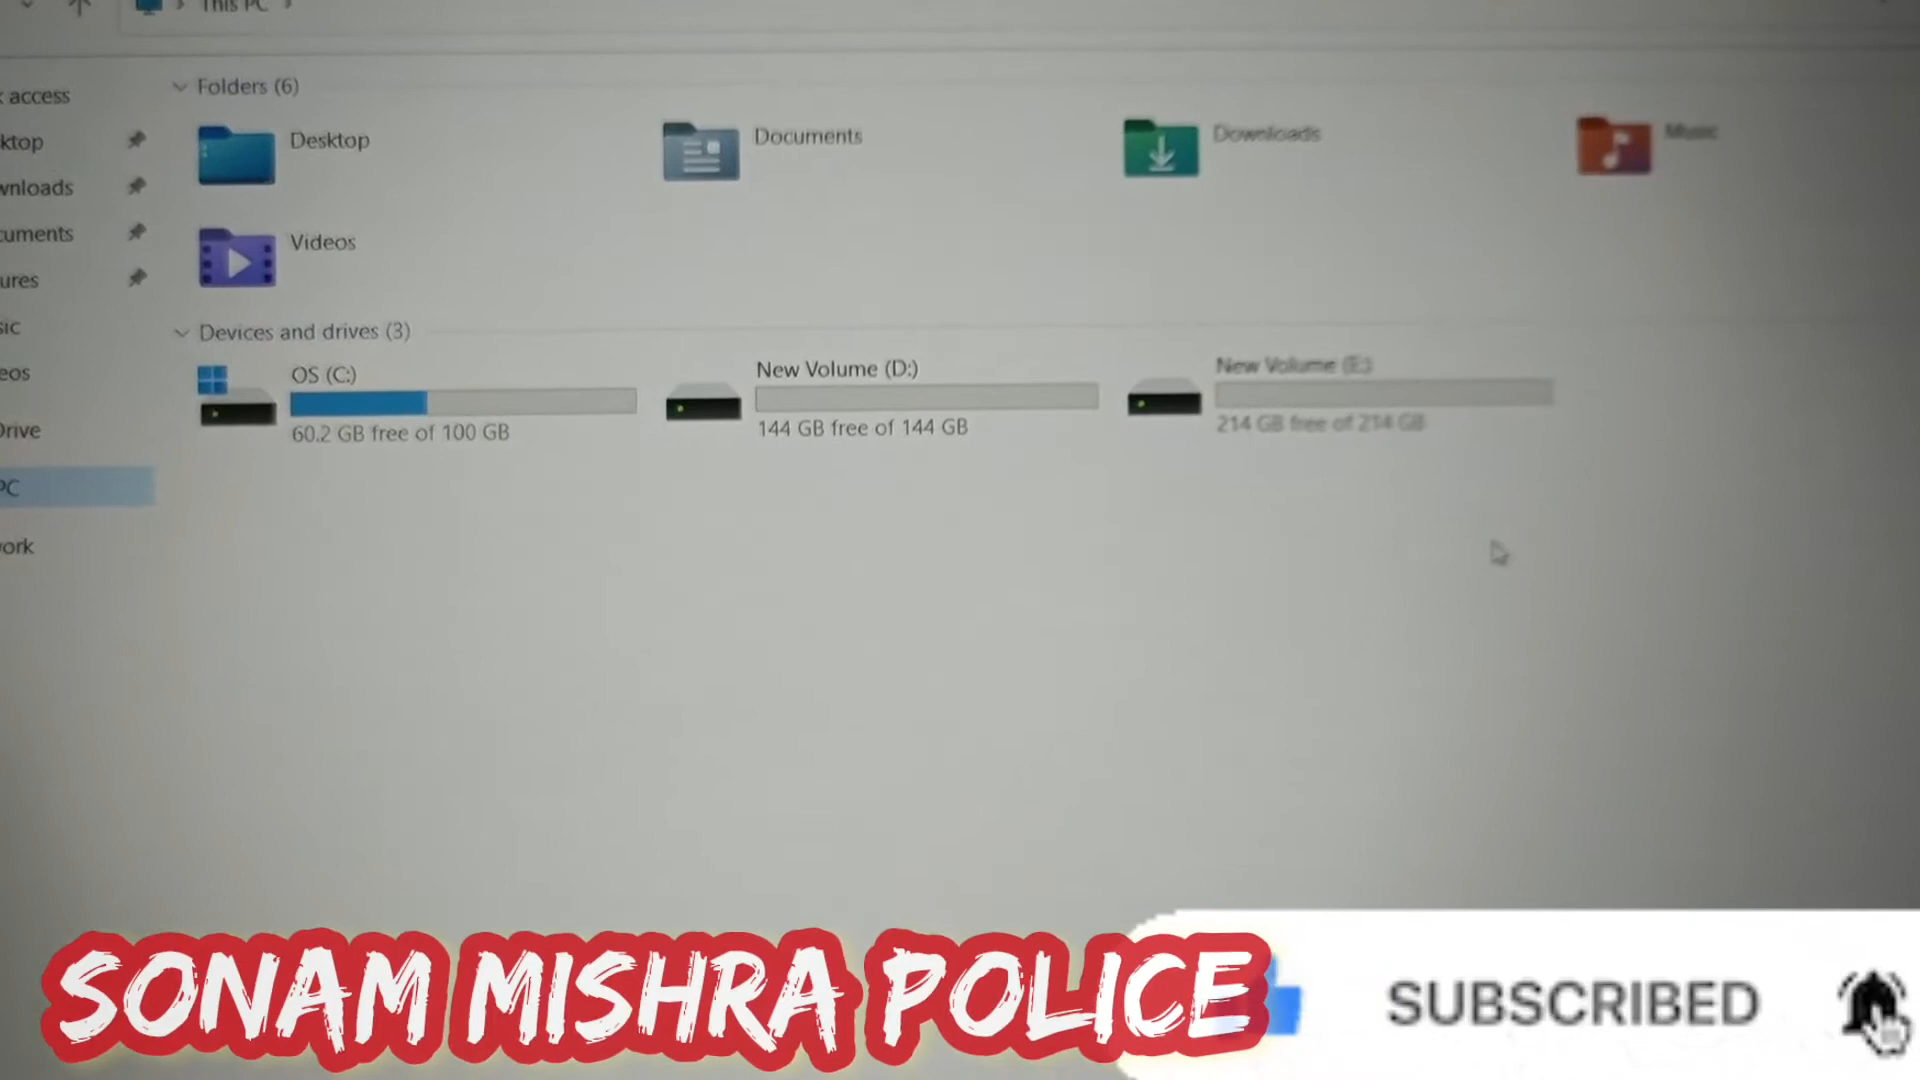 This PC
Folders (6)
access
ktop
Desktop
Documents
Downloads
Music
wnloads
cuments
Videos
ures
sic
Devices and drives (3)
eos
OS (C:)
New Volume (D:)
New Volume (E:)
60.2 GB free of 100 GB
144 GB free of 144 GB
214 GB free of 214 GB
Drive
PC
work
SONAM MISHRA POLICE
SUBSCRIBED